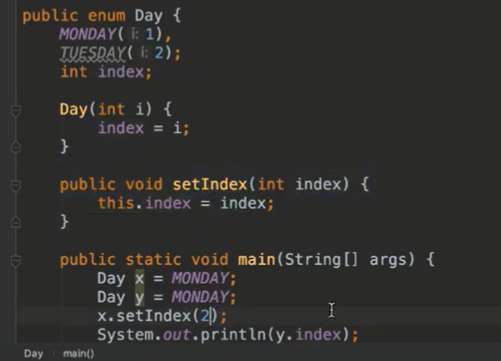 public enum Day {
MONDAY( i: 1),
TUESDAY( i: 2);
int index;
Day(int i) {
index = i;
}
public void setIndex(int index) {
this.index = index;
}
public static void main(String[] args) {
Day x = MONDAY;
Day y = MONDAY;
x.setIndex(2);
System.out.println(y.index);
Day › main()